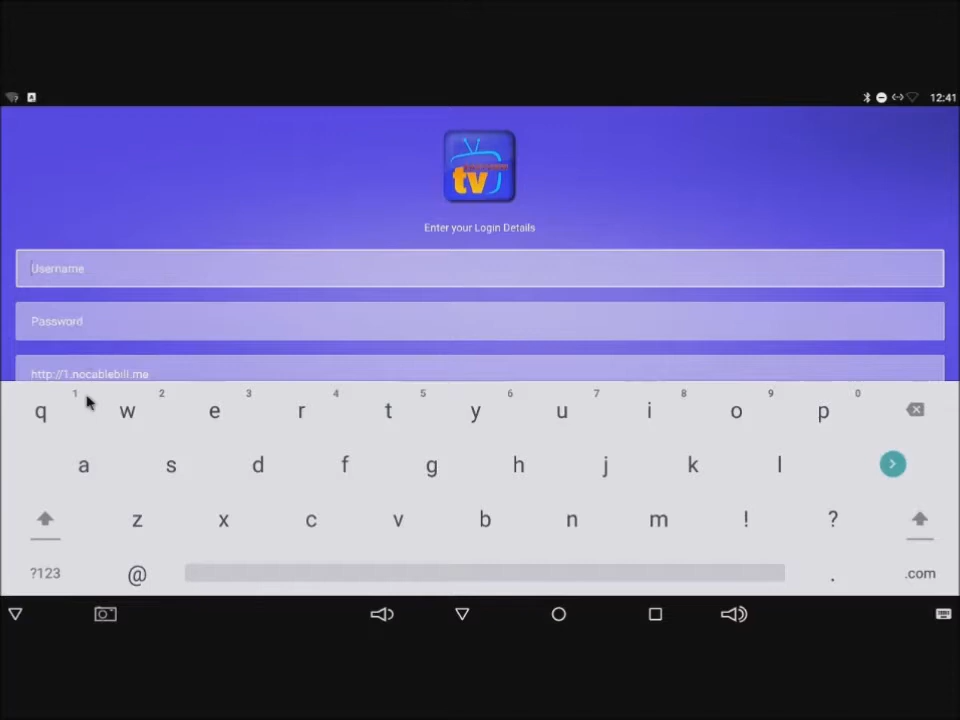 12:41
tv
Enter your Login Details
Username
Password
http://1.nocablebill.me
1 2 3 4 5 6 7 8 9 0
q w e r t y u i o p
a s d f g h j k l
z x c v b n m ! ?
?123 @ . .com